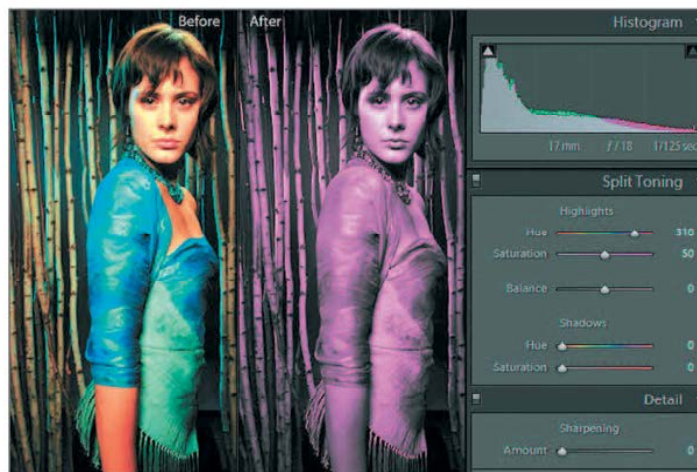 Before After
Histogram
17 mm f / 18 1/125 sec
Split Toning
Highlights
Hue 310
Saturation 50
Balance 0
Shadows
Hue 0
Saturation 0
Detail
Sharpening
Amount 0